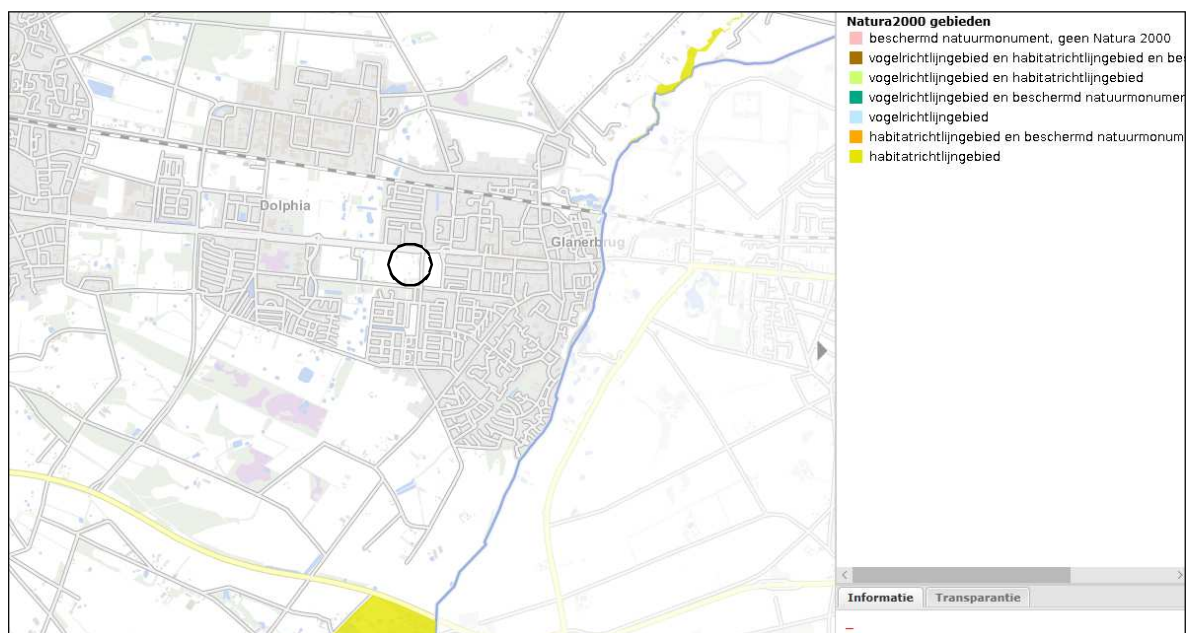 Natura2000 gebieden
beschermd natuurmonument, geen Natura 2000
vogelrichtlijngebied en habitatrichtlijngebied en be
vogelrichtlijngebied en habitatrichtlijngebied
vogelrichtlijngebied en beschermd natuurmonumen
vogelrichtlijngebied
habitatrichtlijngebied en beschermd natuurmonum
habitatrichtlijngebied
Dolphia
Glanerbrug
Informatie Transparantie